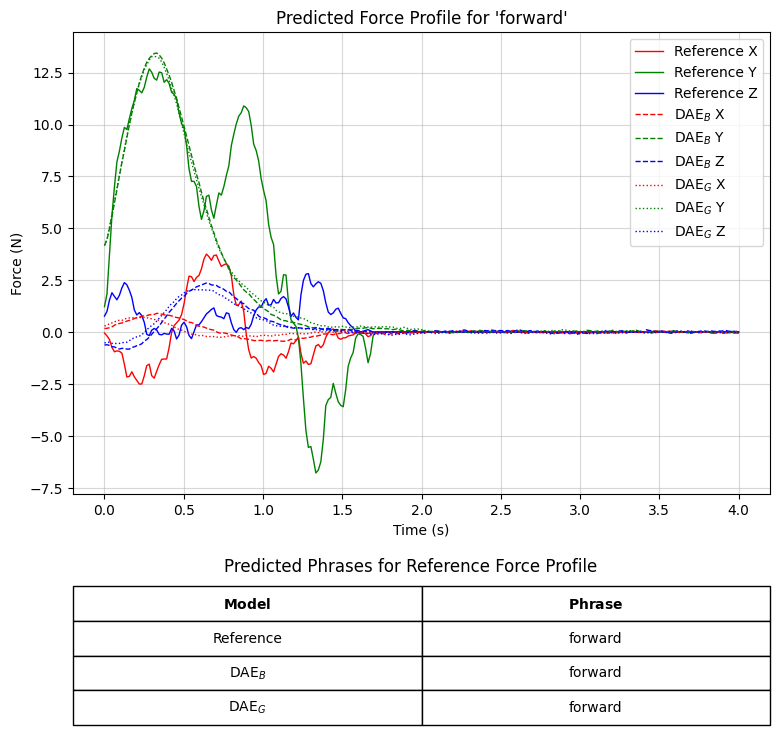 Predicted Force Profile for 'forward'
Force (N)
12.5
10.0
7.5
5.0
2.5
0.0
−2.5
−5.0
−7.5
Reference X
Reference Y
Reference Z
DAE_B X
DAE_B Y
DAE_B Z
DAE_G X
DAE_G Y
DAE_G Z
0.0 0.5 1.0 1.5 2.0 2.5 3.0 3.5 4.0
Time (s)
Predicted Phrases for Reference Force Profile
Model Phrase
Reference forward
DAE_B forward
DAE_G forward